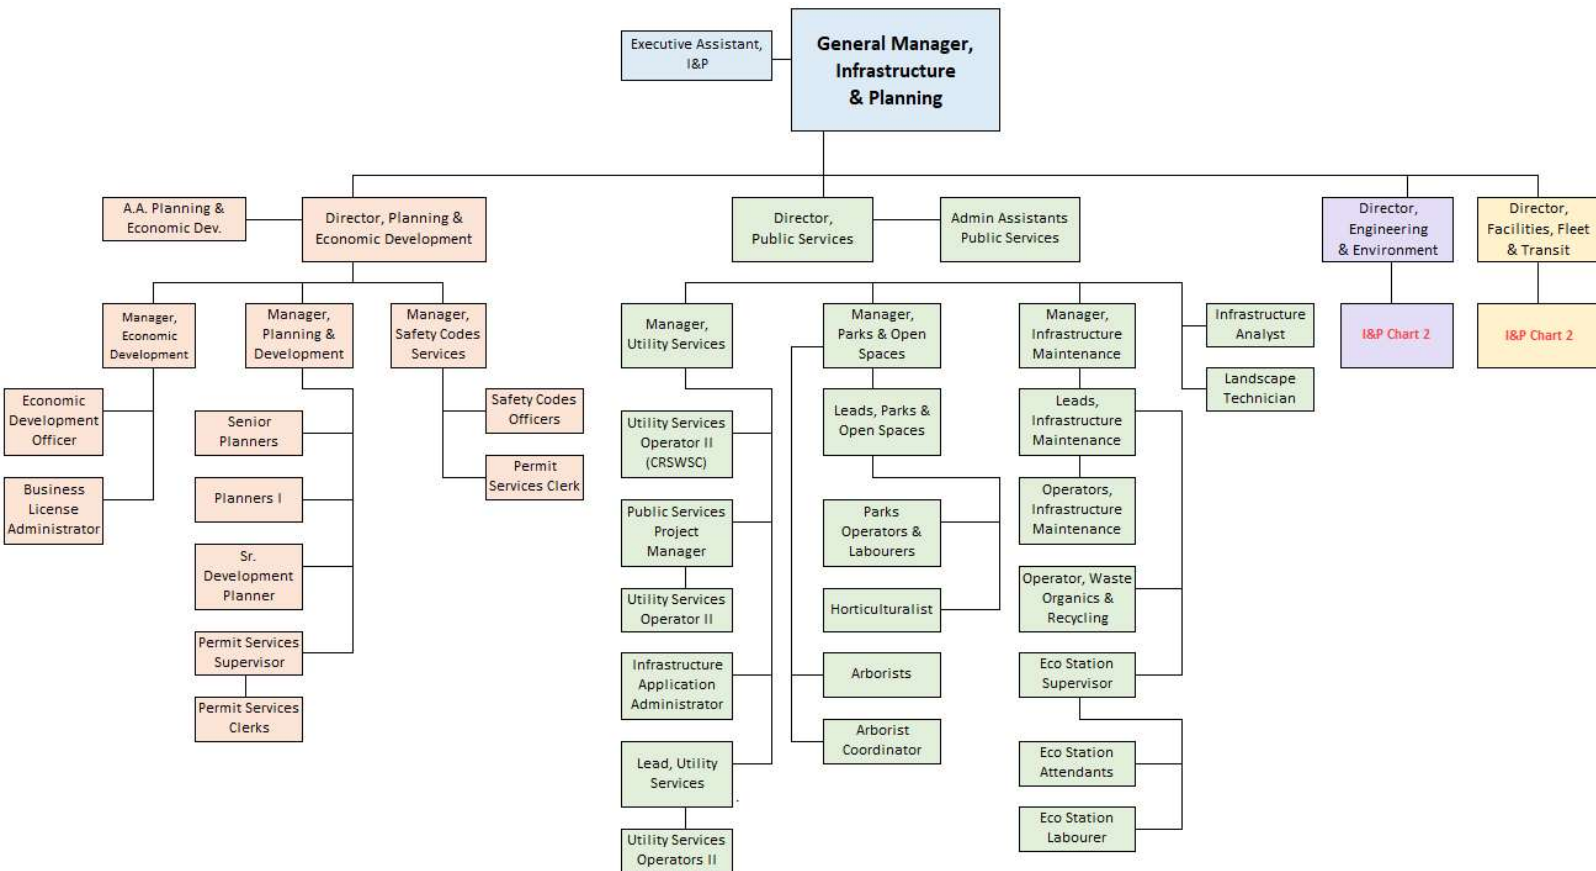 Executive Assistant,
I&P
General Manager,
Infrastructure
& Planning
A.A. Planning &
Economic Dev.
Director, Planning &
Economic Development
Director,
Public Services
Admin Assistants
Public Services
Director,
Engineering
& Environment
Director,
Facilities, Fleet
& Transit
Manager,
Economic
Development
Manager,
Planning &
Development
Manager,
Safety Codes
Services
Manager,
Utility Services
Manager,
Parks & Open
Spaces
Manager,
Infrastructure
Maintenance
Infrastructure
Analyst
I&P Chart 2
I&P Chart 2
Landscape
Technician
Economic
Development
Officer
Business
License
Administrator
Senior
Planners
Planners I
Sr.
Development
Planner
Permit Services
Supervisor
Permit Services
Clerks
Safety Codes
Officers
Permit
Services Clerk
Utility Services
Operator II
(CRSWSC)
Public Services
Project
Manager
Utility Services
Operator II
Infrastructure
Application
Administrator
Lead, Utility
Services
Utility Services
Operators II
Leads, Parks &
Open Spaces
Parks
Operators &
Labourers
Horticulturalist
Arborists
Arborist
Coordinator
Leads,
Infrastructure
Maintenance
Operators,
Infrastructure
Maintenance
Operator, Waste
Organics &
Recycling
Eco Station
Supervisor
Eco Station
Attendants
Eco Station
Labourer